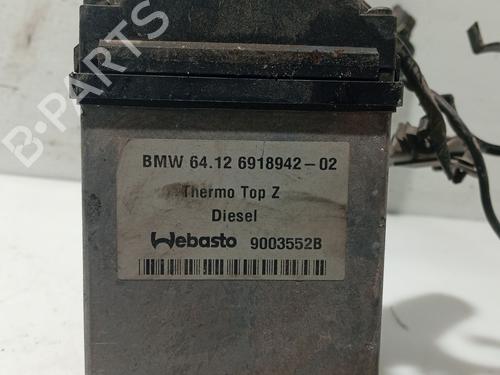 B-PARTS
BMW 64.12 6918942-02
Thermo Top Z
Diesel
Webasto 9003552B